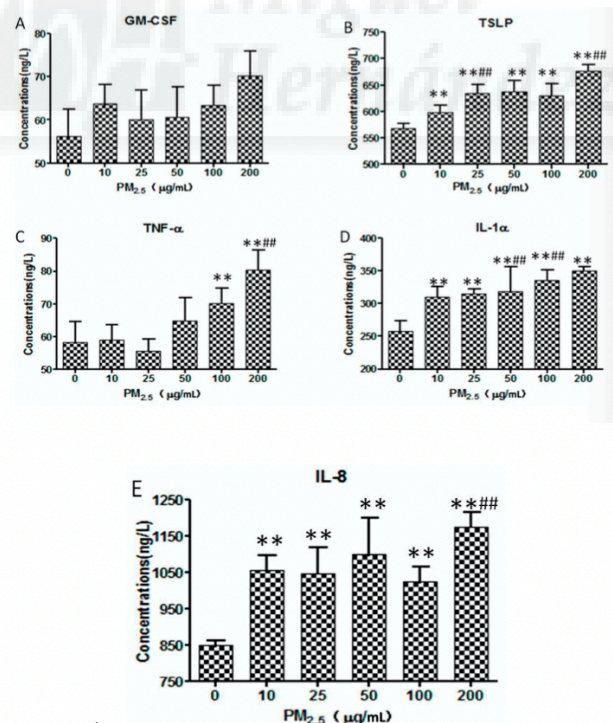 Miguel
Hernández
A
GM-CSF
Concentrations(ng/L)
80
70
60
50
0 10 25 50 100 200
PM2.5 ( μg/mL)
B
TSLP
Concentrations(ng/L)
750
700
650
600
550
500
** **## ** ** **##
0 10 25 50 100 200
PM2.5 ( μg/mL)
C
TNF-α
Concentrations(ng/L)
90
80
70
60
50
** **##
0 10 25 50 100 200
PM2.5 ( μg/mL)
D
IL-1α
Concentrations(ng/L)
400
350
300
250
200
** ** **## **## **
0 10 25 50 100 200
PM2.5 ( μg/mL)
E
IL-8
Concentrations(ng/L)
1250
1150
1050
950
850
750
** ** ** ** **##
0 10 25 50 100 200
PM2.5 ( μg/mL)